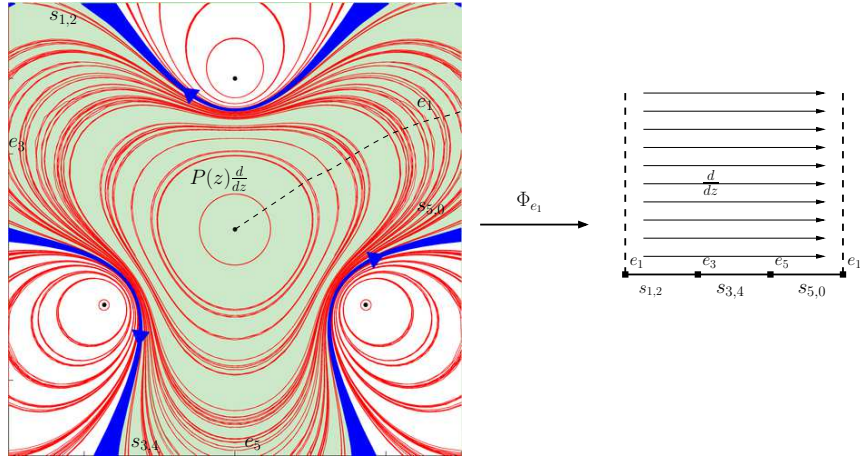 s_{1,2}
e_1
e_3
P(z)\frac{d}{dz}
s_{5,0}
s_{3,4}
e_5
Φ_{e_1}
\frac{d}{dz}
e_1 e_3 e_5 e_1
s_{1,2} s_{3,4} s_{5,0}